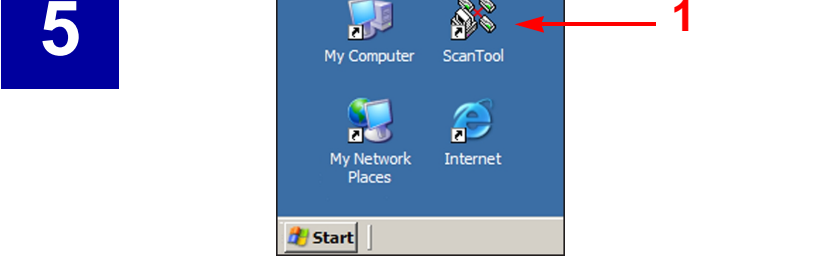 5
1
My Computer
ScanTool
My Network
Places
Internet
Start